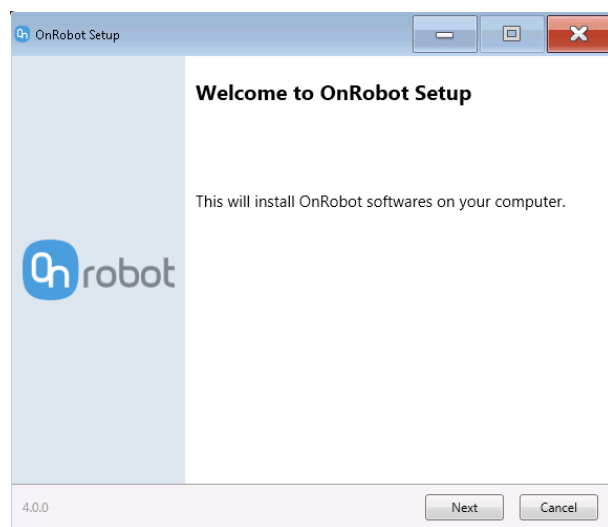 OnRobot Setup
Welcome to OnRobot Setup
This will install OnRobot softwares on your computer.
On robot
4.0.0
Next
Cancel